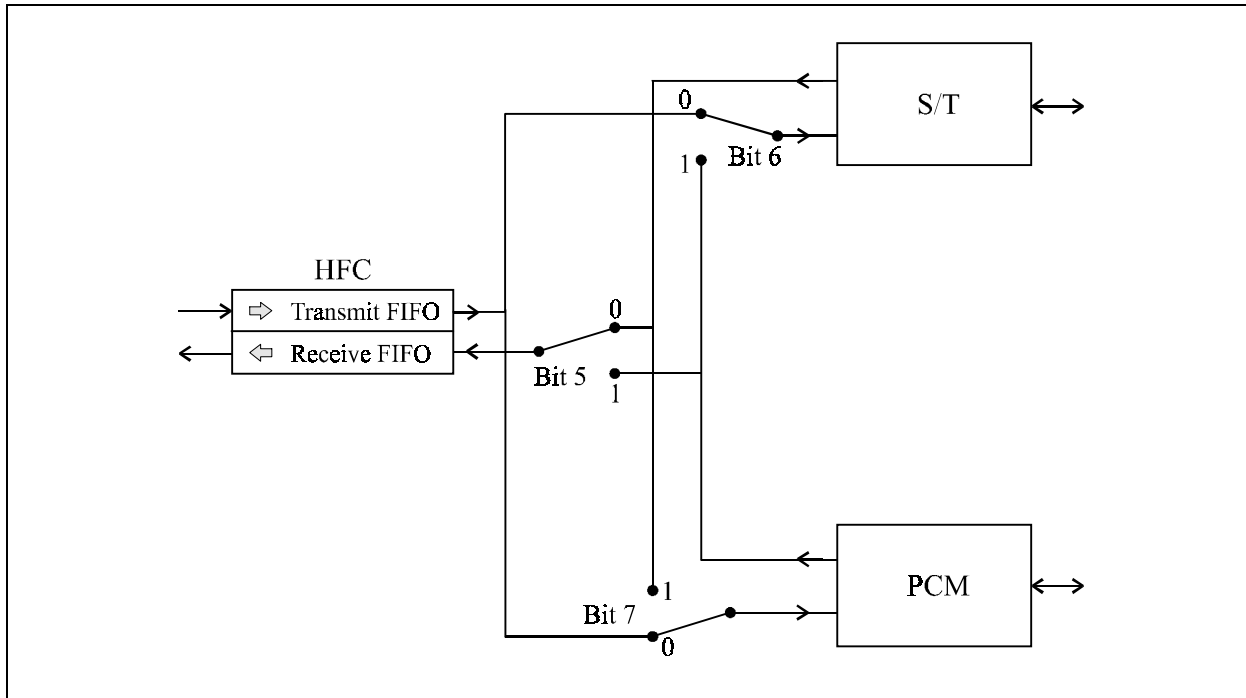 S/T
0
Bit 6
1
HFC
Transmit FIFO
Receive FIFO
0
Bit 5
1
1
Bit 7
0
PCM